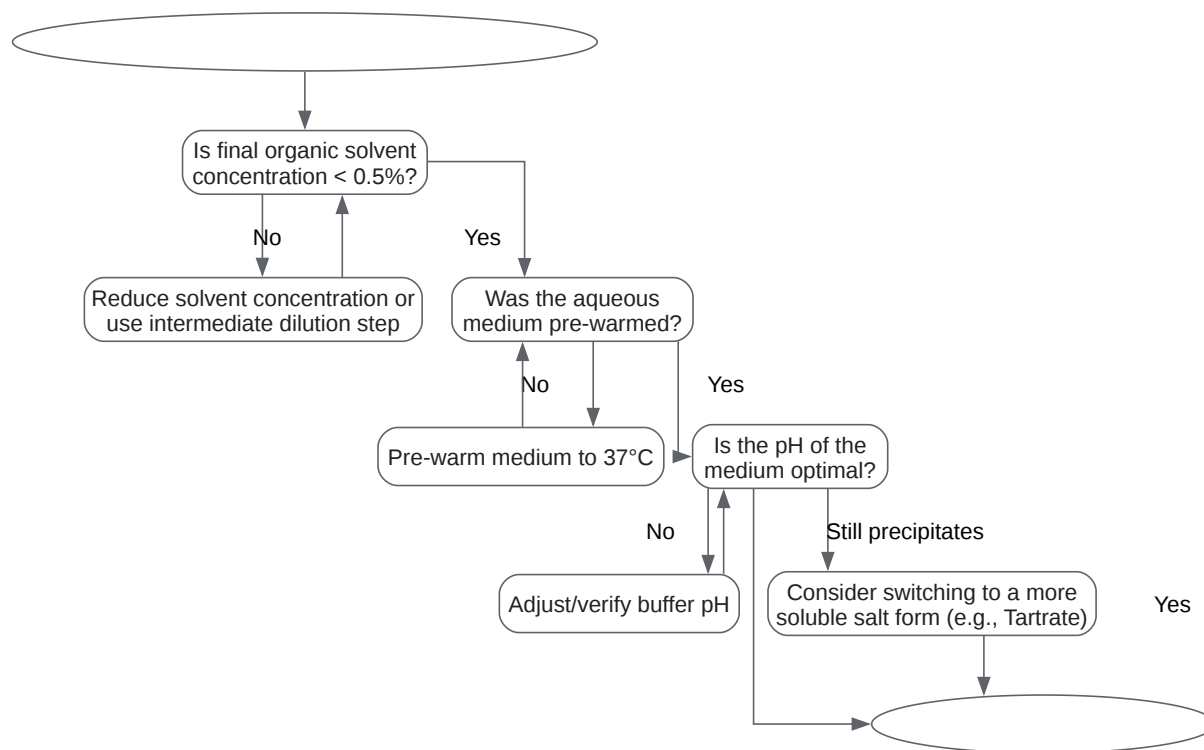 Is final organic solvent
concentration < 0.5%?
No
Yes
Reduce solvent concentration or
use intermediate dilution step
Was the aqueous
medium pre-warmed?
No
Yes
Pre-warm medium to 37°C
Is the pH of the
medium optimal?
No
Still precipitates
Adjust/verify buffer pH
Consider switching to a more
soluble salt form (e.g., Tartrate)
Yes